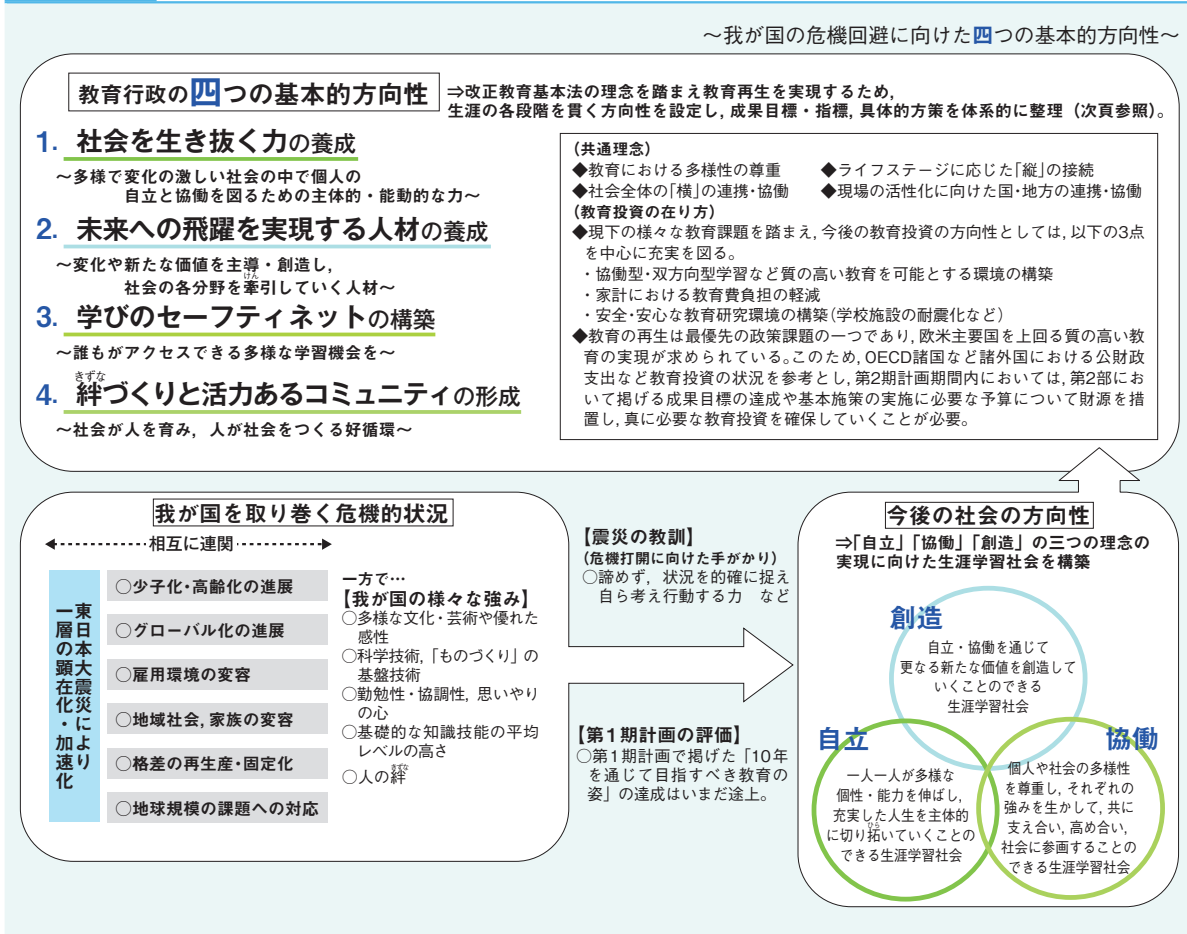 ～我が国の危機回避に向けた四つの基本的方向性～
教育行政の四つの基本的方向性
⇒改正教育基本法の理念を踏まえ教育再生を実現するため,
生涯の各段階を貫く方向性を設定し, 成果目標・指標, 具体的方策を体系的に整理（次頁参照）。
1. 社会を生き抜く力の養成
～多様で変化の激しい社会の中で個人の
自立と協働を図るための主体的・能動的な力～
2. 未来への飛躍を実現する人材の養成
～変化や新たな価値を主導・創造し,
社会の各分野を牽引していく人材～
けん
3. 学びのセーフティネットの構築
～誰もがアクセスできる多様な学習機会を～
きずな
4. 絆づくりと活力あるコミュニティの形成
～社会が人を育み, 人が社会をつくる好循環～
(共通理念)
◆教育における多様性の尊重 ◆ライフステージに応じた「縦」の接続
◆社会全体の「横」の連携・協働 ◆現場の活性化に向けた国・地方の連携・協働
(教育投資の在り方)
◆現下の様々な教育課題を踏まえ, 今後の教育投資の方向性としては, 以下の3点
を中心に充実を図る。
・協働型・双方向型学習など質の高い教育を可能とする環境の構築
・家計における教育費負担の軽減
・安全・安心な教育研究環境の構築(学校施設の耐震化など)
◆教育の再生は最優先の政策課題の一つであり, 欧米主要国を上回る質の高い教
育の実現が求められている。このため, OECD諸国など諸外国における公財政
支出など教育投資の状況を参考とし, 第2期計画期間内においては, 第2部にお
いて掲げる成果目標の達成や基本施策の実施に必要な予算について財源を措
置し, 真に必要な教育投資を確保していくことが必要。
我が国を取り巻く危機的状況
相互に連関
東日本大震災により
一層の顕在化・加速化
○少子化・高齢化の進展
○グローバル化の進展
○雇用環境の変容
○地域社会, 家族の変容
○格差の再生産・固定化
○地球規模の課題への対応
一方で…
【我が国の様々な強み】
○多様な文化・芸術や優れた
感性
○科学技術, 「ものづくり」の
基盤技術
○勤勉性・協調性, 思いやり
の心
○基礎的な知識技能の平均
レベルの高さ
きずな
○人の絆
【震災の教訓】
(危機打開に向けた手がかり)
○諦めず, 状況を的確に捉え
自ら考え行動する力 など
【第1期計画の評価】
○第1期計画で掲げた「10年
を通じて目指すべき教育の
姿」の達成はいまだ途上。
今後の社会の方向性
⇒「自立」「協働」「創造」の三つの理念の
実現に向けた生涯学習社会を構築
創造
自立・協働を通じて
更なる新たな価値を創造して
いくことのできる
生涯学習社会
自立
一人一人が多様な
個性・能力を伸ばし,
充実した人生を主体的
ひら
に切り拓いていくことの
できる生涯学習社会
協働
個人や社会の多様性
を尊重し, それぞれの
強みを生かして, 共に
支え合い, 高め合い,
社会に参画することの
できる生涯学習社会